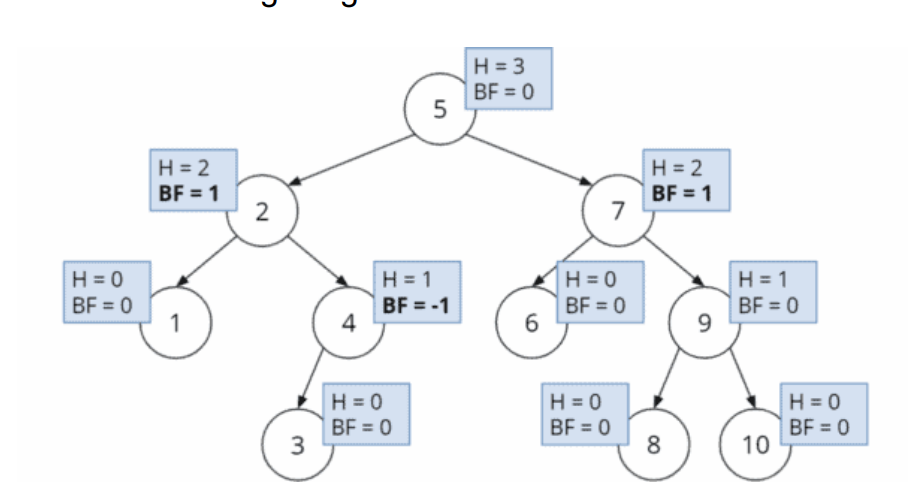 H = 3
BF = 0
5
H = 2
BF = 1
2
7
H = 2
BF = 1
H = 0
BF = 0
1
4
H = 1
BF = -1
6
H = 0
BF = 0
9
H = 1
BF = 0
3
H = 0
BF = 0
H = 0
BF = 0
8
10
H = 0
BF = 0